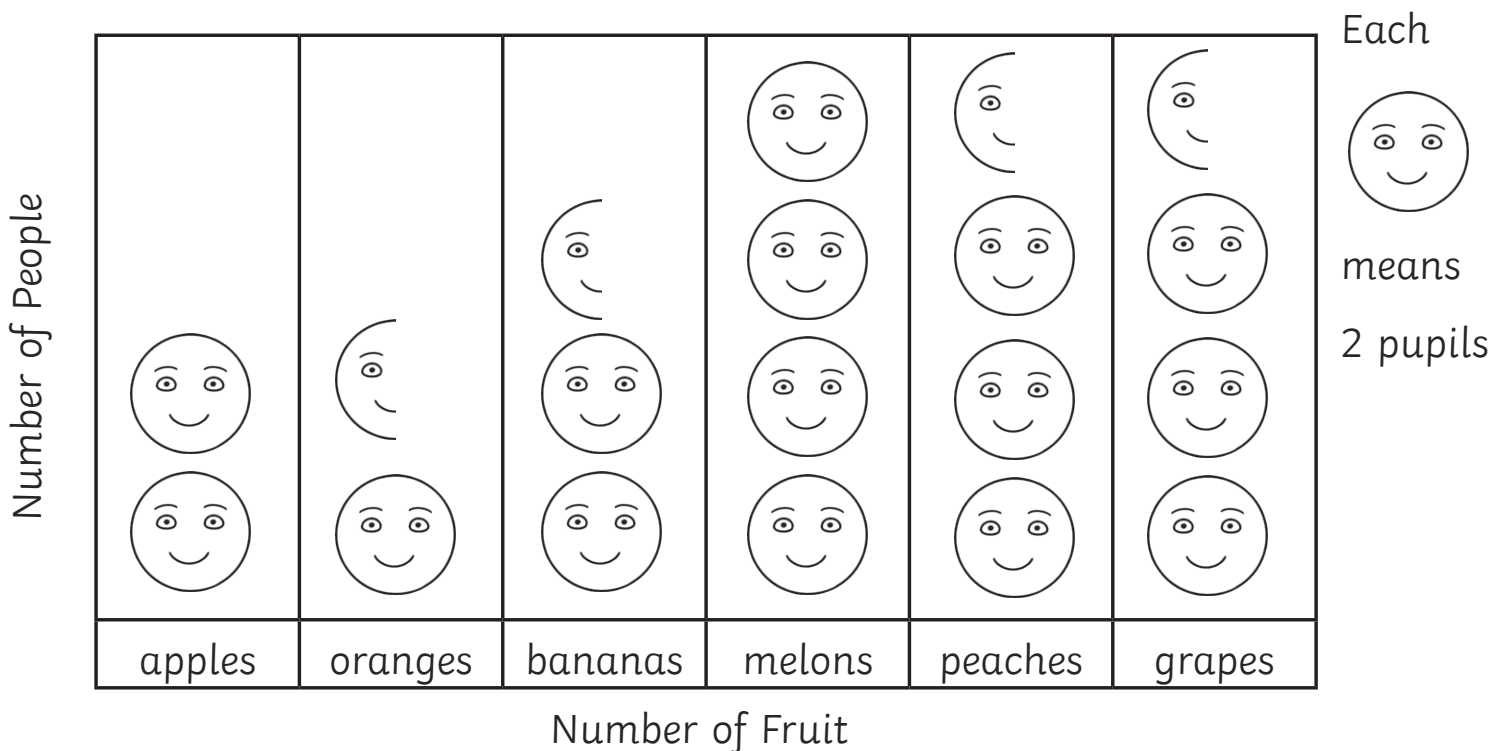 Number of People
apples oranges bananas melons peaches grapes
Number of Fruit
Each
means
2 pupils